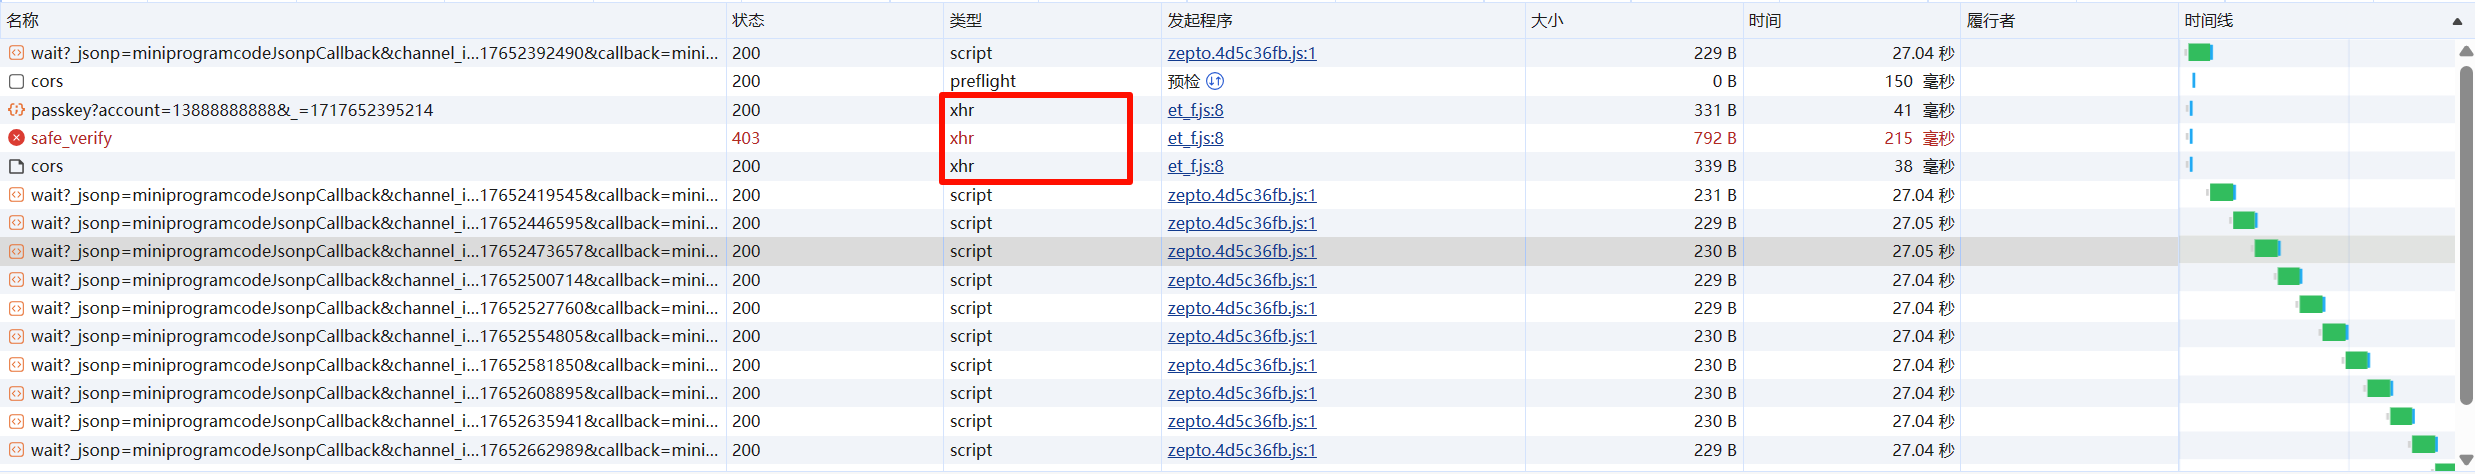 名称 状态 类型 发起程序 大小 时间 履行者 时间线
wait?_jsonp=miniprogramcodeJsonpCallback&channel_i...17652392490&callback=mini... 200 script zepto.4d5c36fb.js:1 229 B 27.04 秒
cors 200 preflight 预检 0 B 150 毫秒
passkey?account=13888888888&_=1717652395214 200 xhr et_f.js:8 331 B 41 毫秒
safe_verify 403 xhr et_f.js:8 792 B 215 毫秒
cors 200 xhr et_f.js:8 339 B 38 毫秒
wait?_jsonp=miniprogramcodeJsonpCallback&channel_i...17652419545&callback=mini... 200 script zepto.4d5c36fb.js:1 231 B 27.04 秒
wait?_jsonp=miniprogramcodeJsonpCallback&channel_i...17652446595&callback=mini... 200 script zepto.4d5c36fb.js:1 229 B 27.05 秒
wait?_jsonp=miniprogramcodeJsonpCallback&channel_i...17652473657&callback=mini... 200 script zepto.4d5c36fb.js:1 230 B 27.05 秒
wait?_jsonp=miniprogramcodeJsonpCallback&channel_i...17652500714&callback=mini... 200 script zepto.4d5c36fb.js:1 229 B 27.04 秒
wait?_jsonp=miniprogramcodeJsonpCallback&channel_i...17652527760&callback=mini... 200 script zepto.4d5c36fb.js:1 229 B 27.04 秒
wait?_jsonp=miniprogramcodeJsonpCallback&channel_i...17652554805&callback=mini... 200 script zepto.4d5c36fb.js:1 230 B 27.04 秒
wait?_jsonp=miniprogramcodeJsonpCallback&channel_i...17652581850&callback=mini... 200 script zepto.4d5c36fb.js:1 230 B 27.04 秒
wait?_jsonp=miniprogramcodeJsonpCallback&channel_i...17652608895&callback=mini... 200 script zepto.4d5c36fb.js:1 230 B 27.04 秒
wait?_jsonp=miniprogramcodeJsonpCallback&channel_i...17652635941&callback=mini... 200 script zepto.4d5c36fb.js:1 230 B 27.04 秒
wait?_jsonp=miniprogramcodeJsonpCallback&channel_i...17652662989&callback=mini... 200 script zepto.4d5c36fb.js:1 229 B 27.04 秒